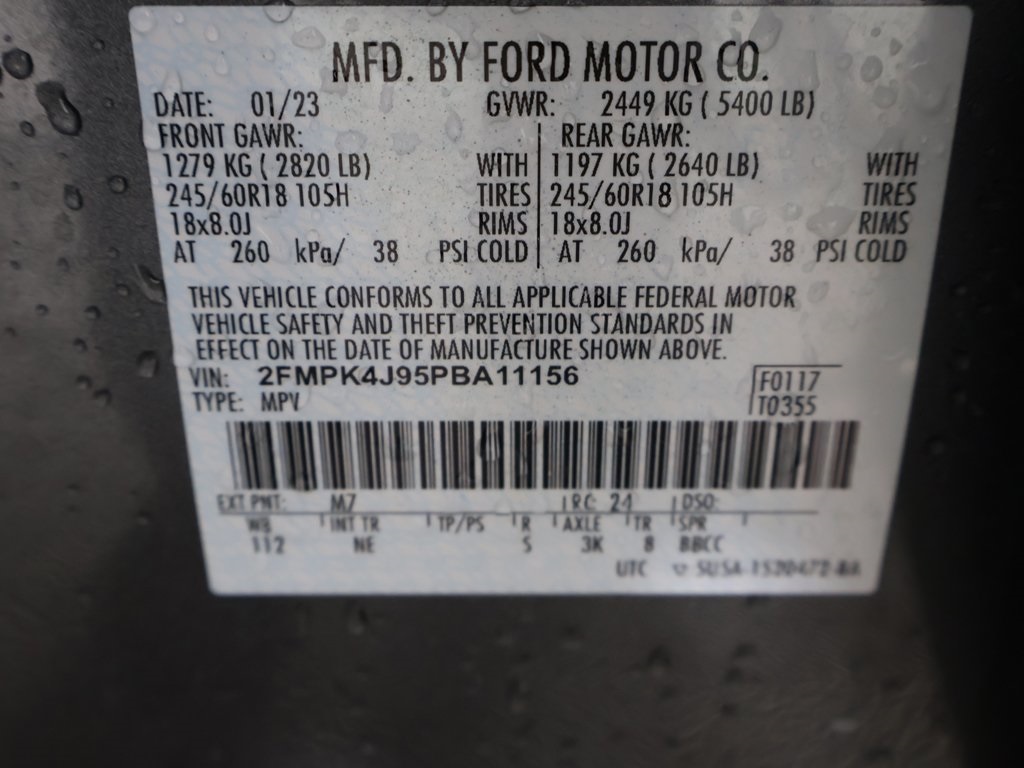 MFD. BY FORD MOTOR CO.
DATE: 01/23 GVWR: 2449 KG ( 5400 LB)
FRONT GAWR: REAR GAWR:
1279 KG ( 2820 LB) WITH 1197 KG ( 2640 LB) WITH
245/60R18 105H TIRES 245/60R18 105H TIRES
18x8.0J RIMS 18x8.0J RIMS
AT 260 kPa/ 38 PSI COLD AT 260 kPa/ 38 PSI COLD
THIS VEHICLE CONFORMS TO ALL APPLICABLE FEDERAL MOTOR
VEHICLE SAFETY AND THEFT PREVENTION STANDARDS IN
EFFECT ON THE DATE OF MANUFACTURE SHOWN ABOVE.
VIN: 2FMPK4J95PBA11156 F0117
TYPE: MPV T0355
EXT PNT: M7 RC: 24 DSO:
WB INT TR TP/PS R AXLE TR SPR
112 NE S 3K 8 BBCC
UTC